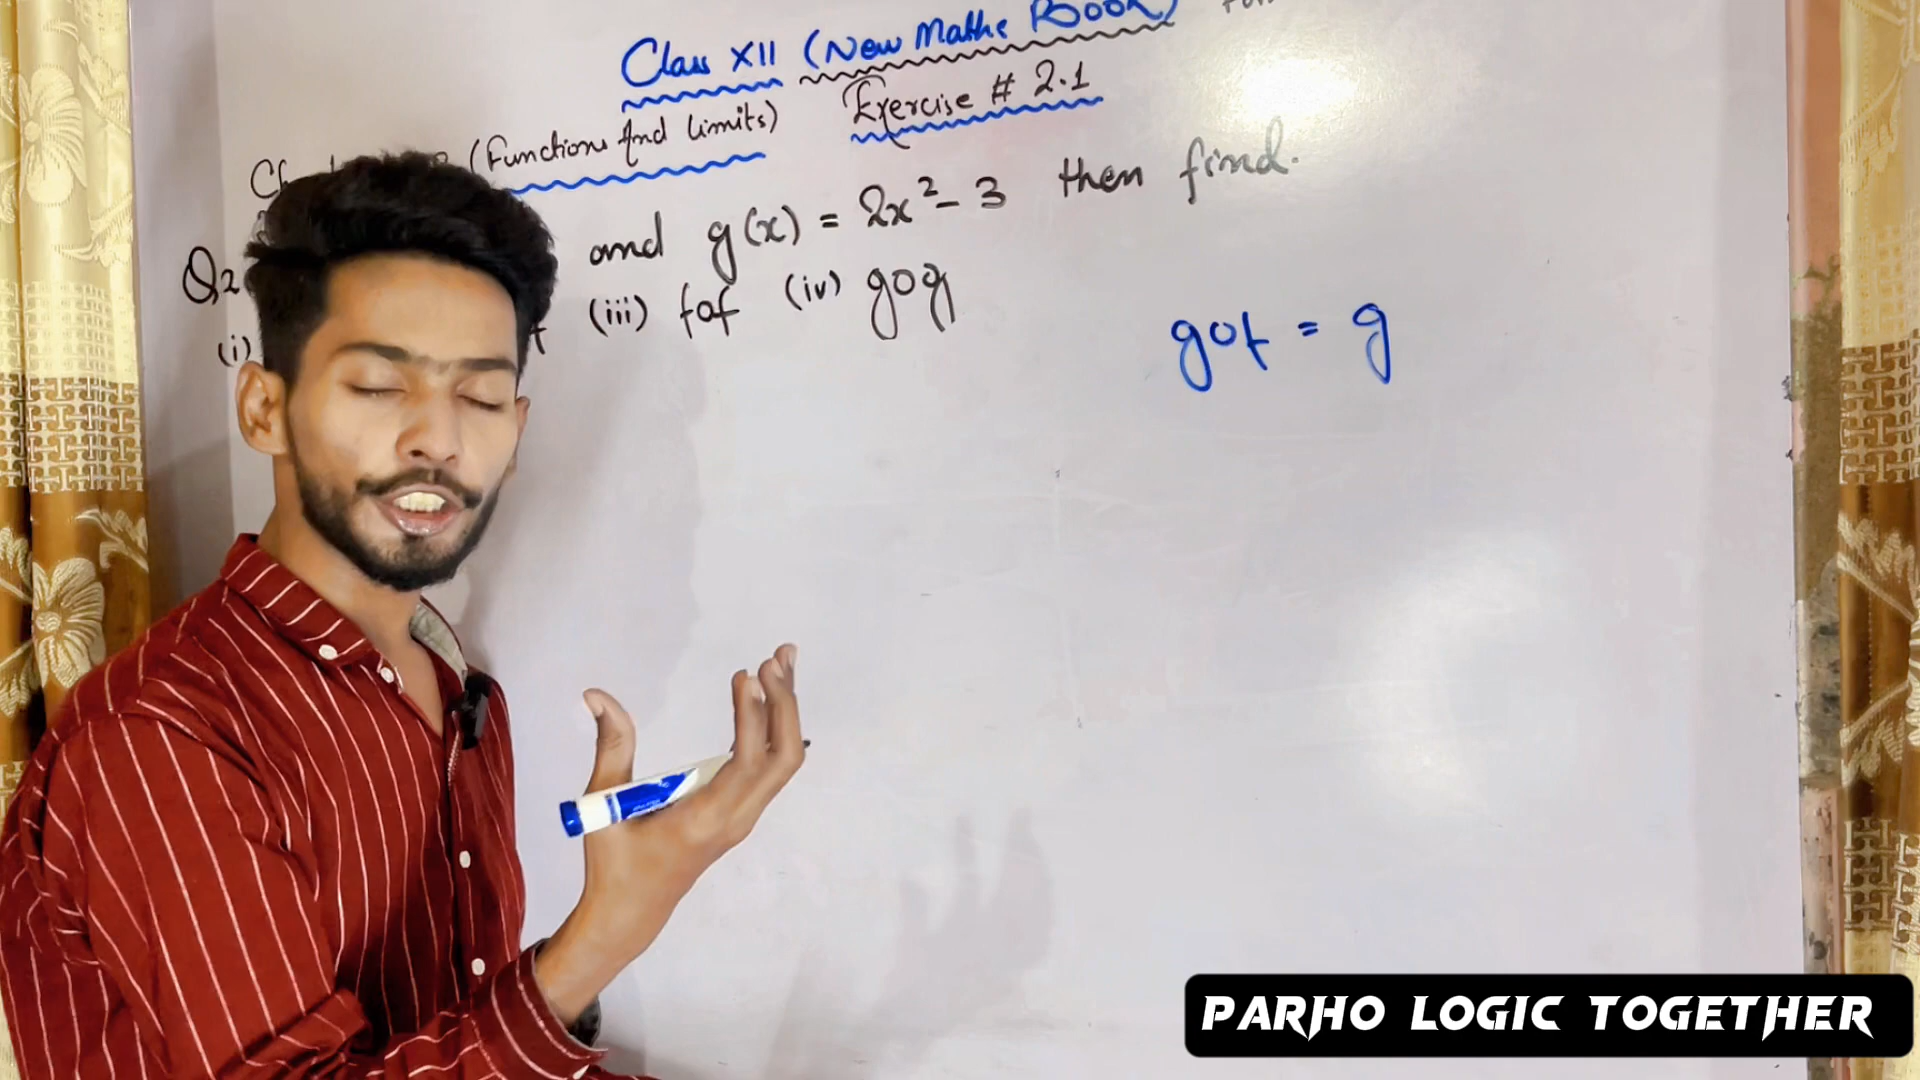 Class XII (New Maths Book)
(Functions And Limits) Exercise # 2.1
Q2 and g(x) = 2x² - 3 then find.
(i) (iii) fof (iv) gog
gof = g
PARHO LOGIC TOGETHER